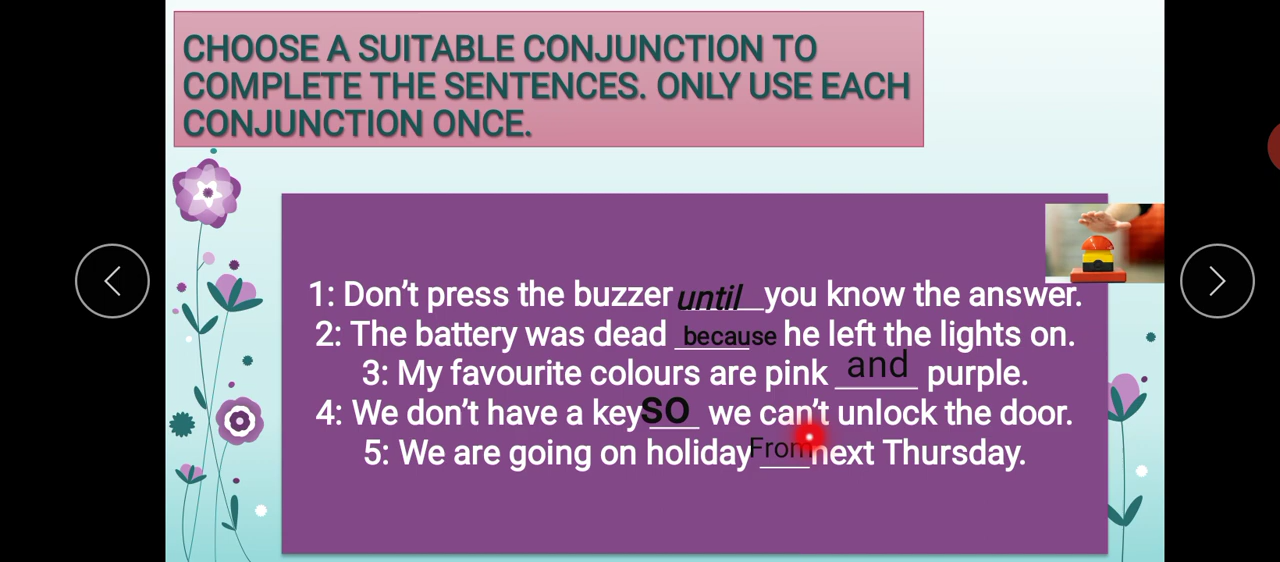 CHOOSE A SUITABLE CONJUNCTION TO
COMPLETE THE SENTENCES. ONLY USE EACH
CONJUNCTION ONCE.
1: Don’t press the buzzer until you know the answer.
2: The battery was dead because he left the lights on.
3: My favourite colours are pink and purple.
4: We don’t have a key so we can’t unlock the door.
5: We are going on holiday From next Thursday.